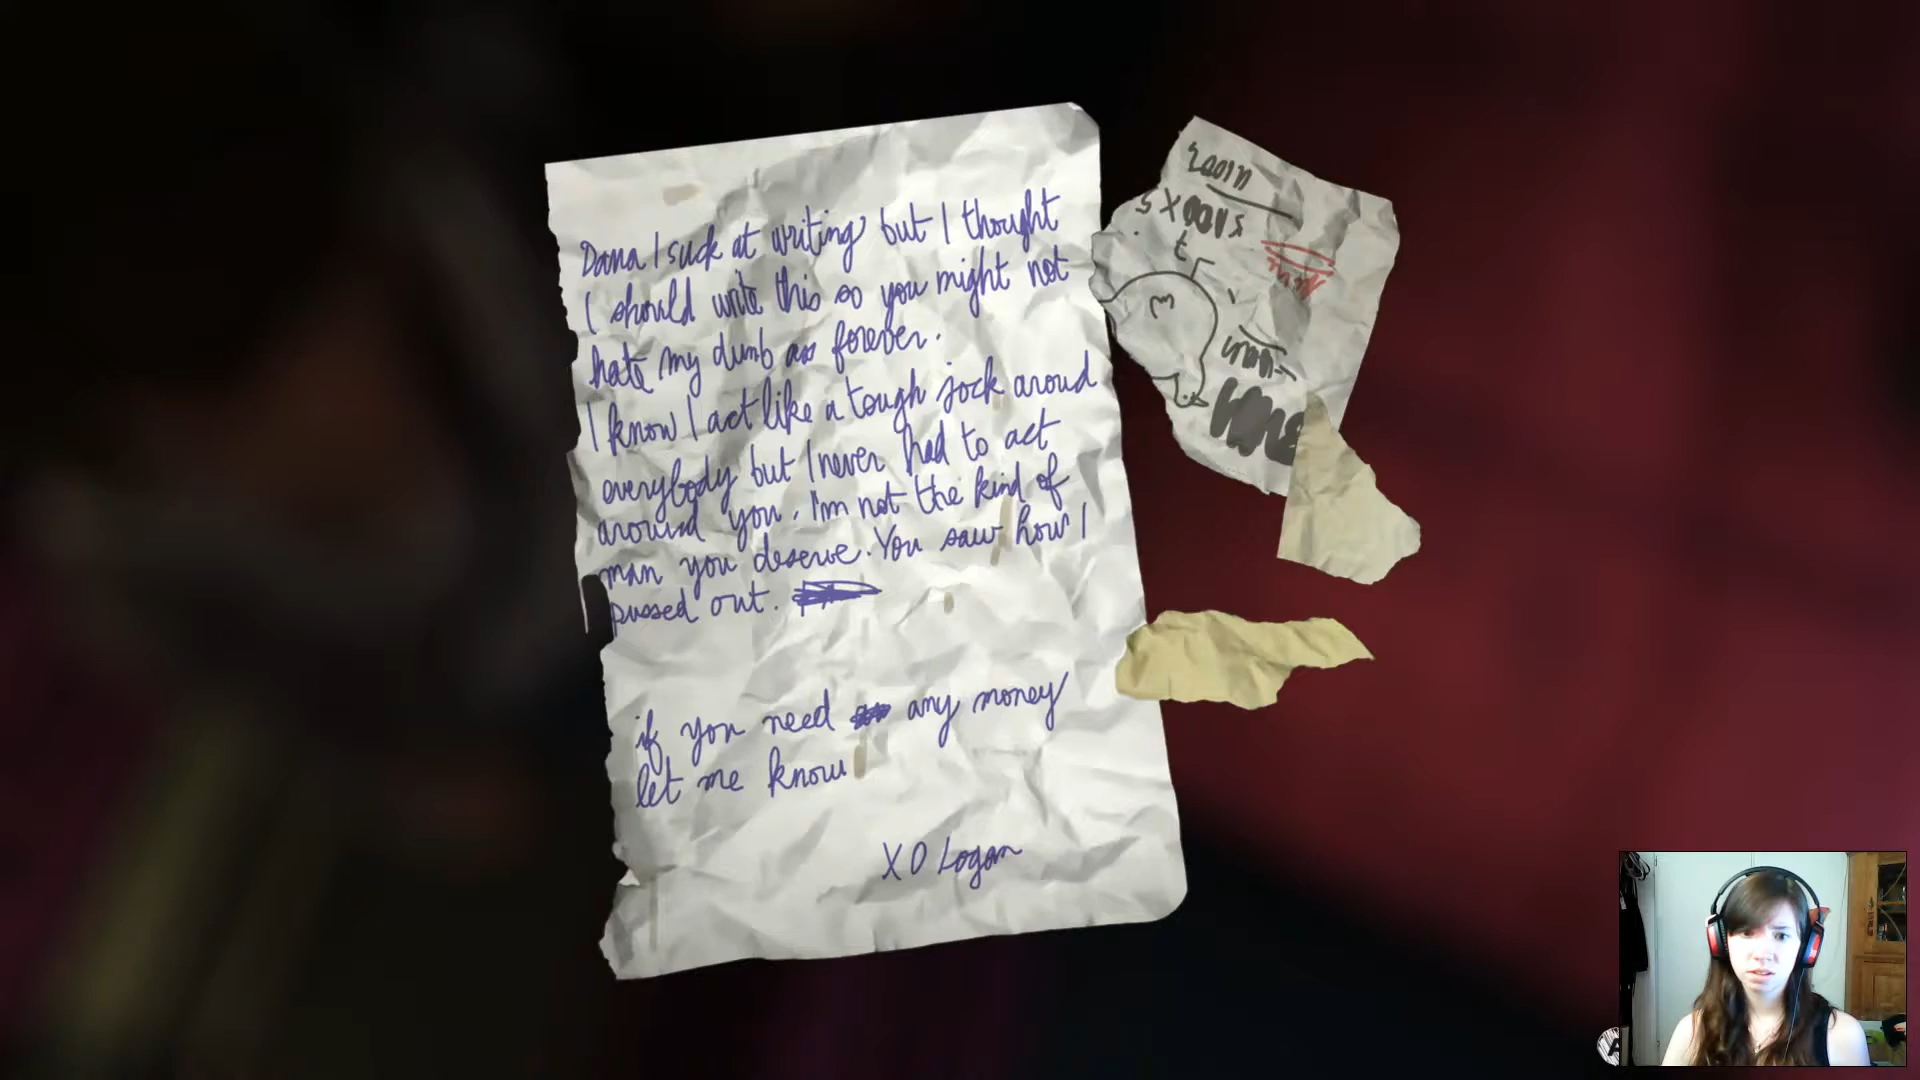 Dana I suck at writing but I thought
I should write this so you might not
hate my dumb ass forever.
I know I act like a tough jock aroud
everybody but I never had to act
around you. I'm not the kind of
man you deserve. You saw how I
pussed out.
if you need any money
let me know
XO Logan